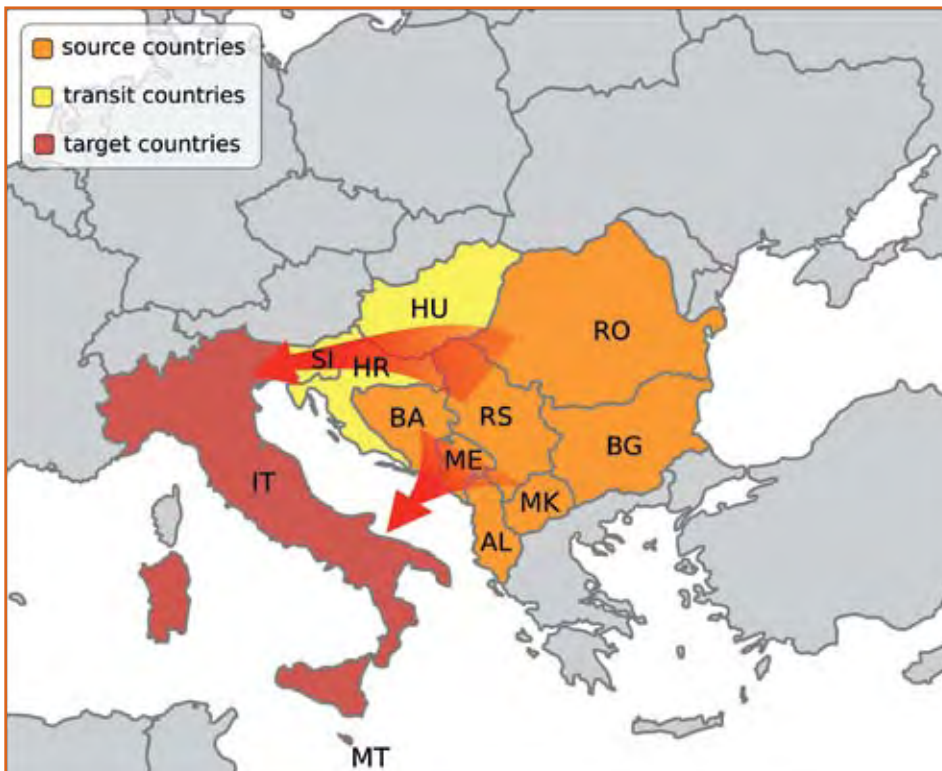 source countries
transit countries
target countries
HU
RO
SI
HR
BA
RS
BG
ME
IT
MK
AL
MT